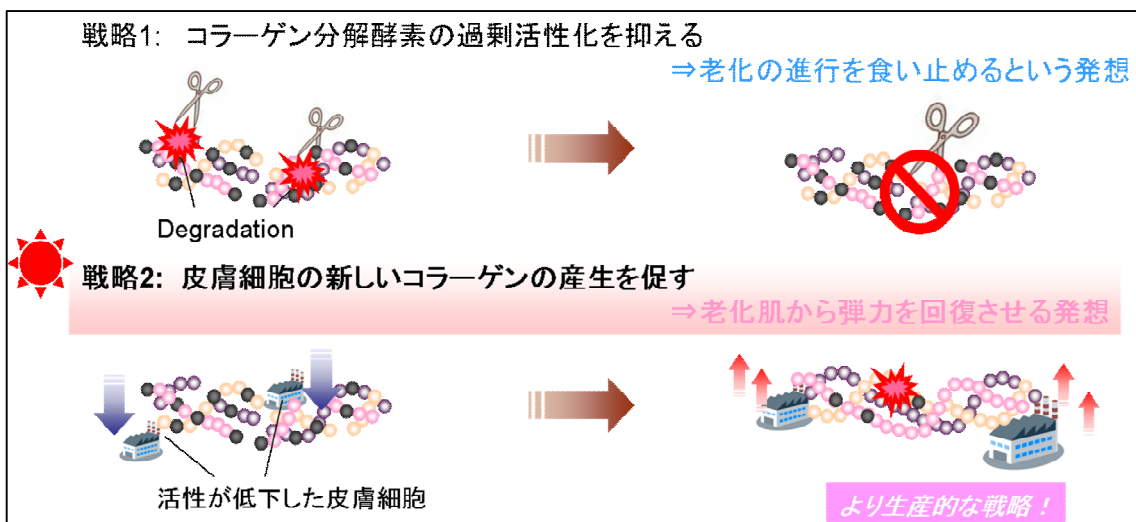 戦略1: コラーゲン分解酵素の過剰活性化を抑える
⇒老化の進行を食い止めるという発想
Degradation
戦略2: 皮膚細胞の新しいコラーゲンの産生を促す
⇒老化肌から弾力を回復させる発想
活性が低下した皮膚細胞
より生産的な戦略！